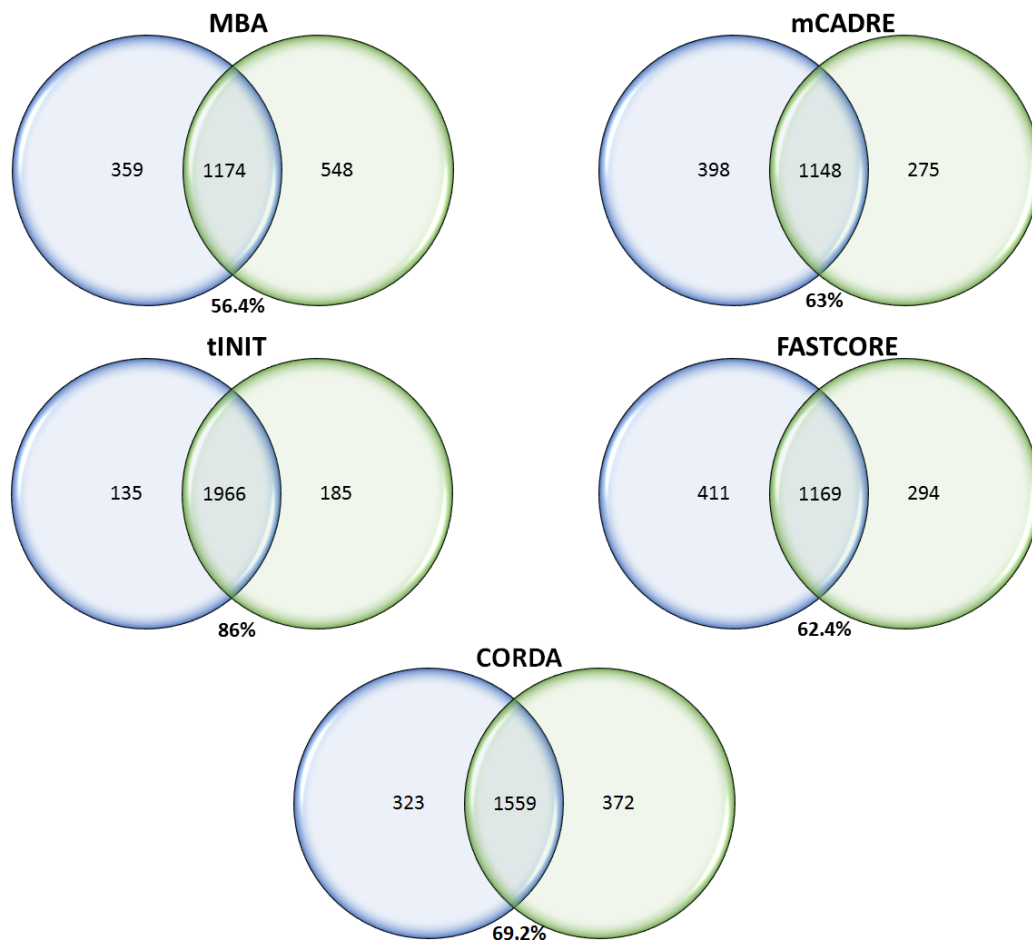 MBA
359 1174 548
56.4%
mCADRE
398 1148 275
63%
tINIT
135 1966 185
86%
FASTCORE
411 1169 294
62.4%
CORDA
323 1559 372
69.2%